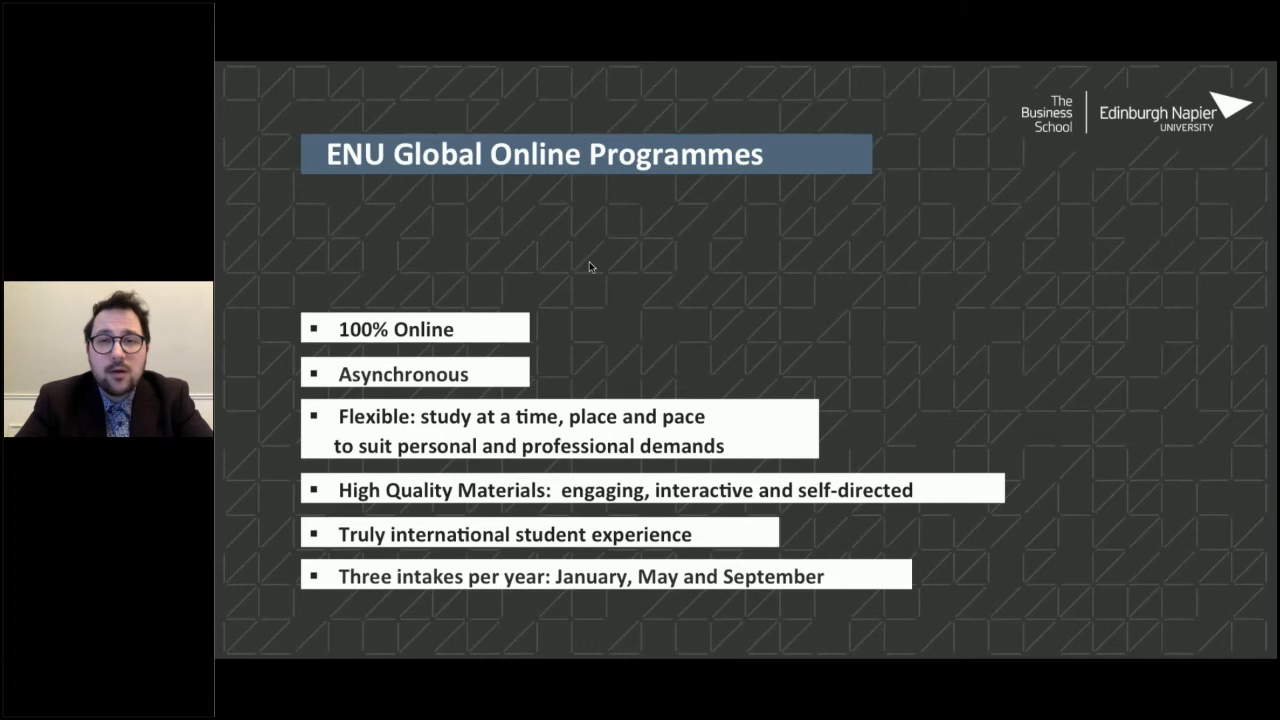 The
Business
School
Edinburgh Napier
UNIVERSITY
ENU Global Online Programmes
▪ 100% Online
▪ Asynchronous
▪ Flexible: study at a time, place and pace
to suit personal and professional demands
▪ High Quality Materials: engaging, interactive and self-directed
▪ Truly international student experience
▪ Three intakes per year: January, May and September